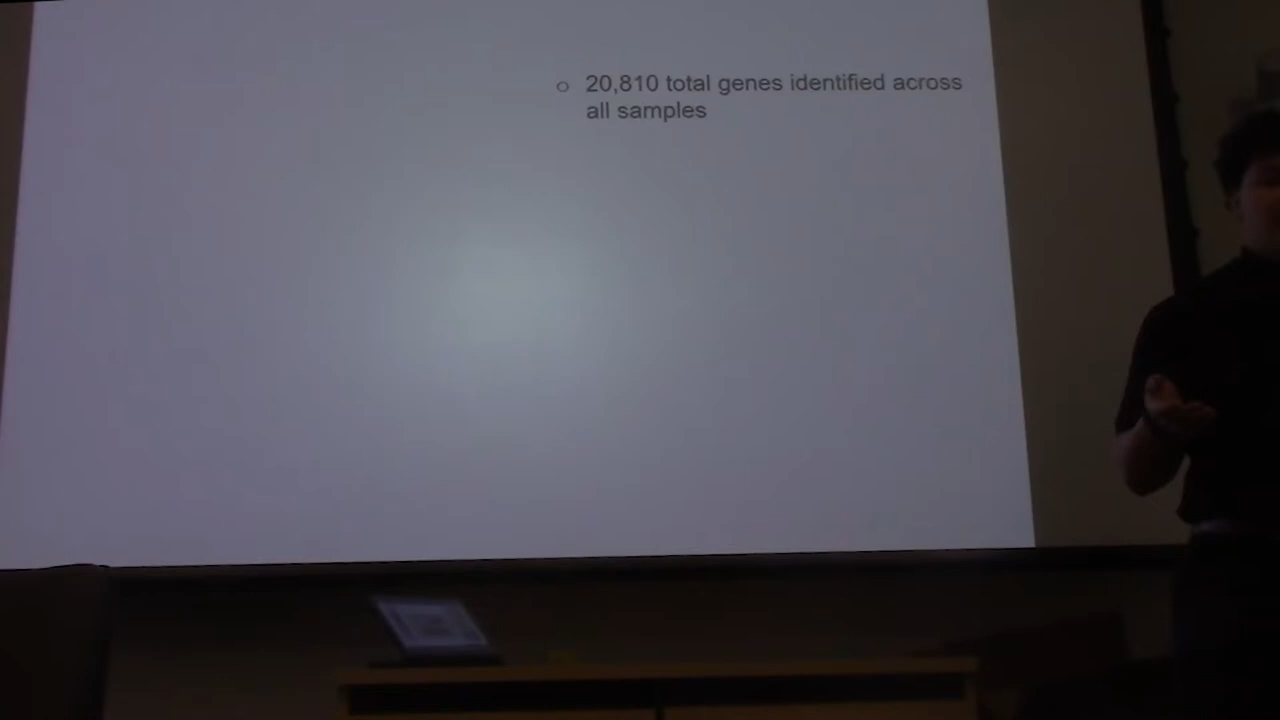 ○ 20,810 total genes identified across
all samples